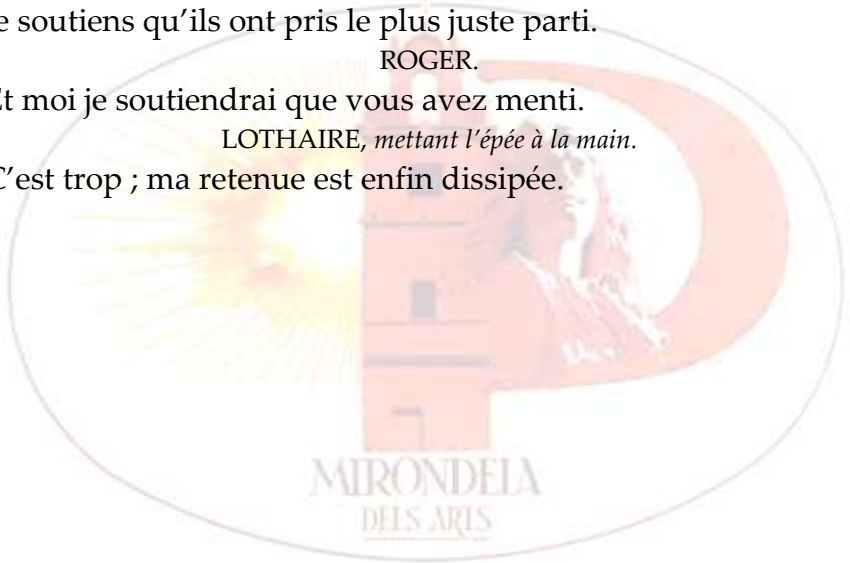 e soutiens qu’ils ont pris le plus juste parti.
ROGER.
Et moi je soutiendrai que vous avez menti.
LOTHAIRE, mettant l’épée à la main.
C’est trop ; ma retenue est enfin dissipée.
MIRONDELA
DELS ARTS